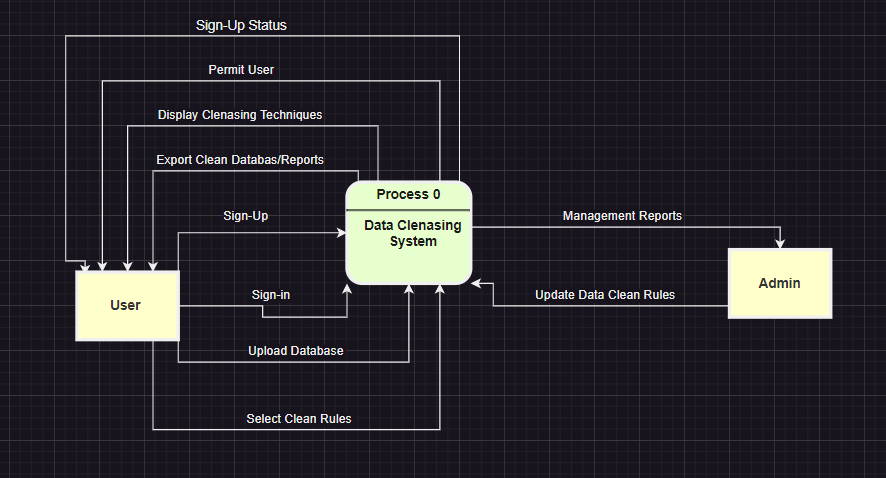 Sign-Up Status
Permit User
Display Clenasing Techniques
Export Clean Databas/Reports
Process 0
Data Clenasing
System
Sign-Up
Management Reports
User
Sign-in
Admin
Update Data Clean Rules
Upload Database
Select Clean Rules